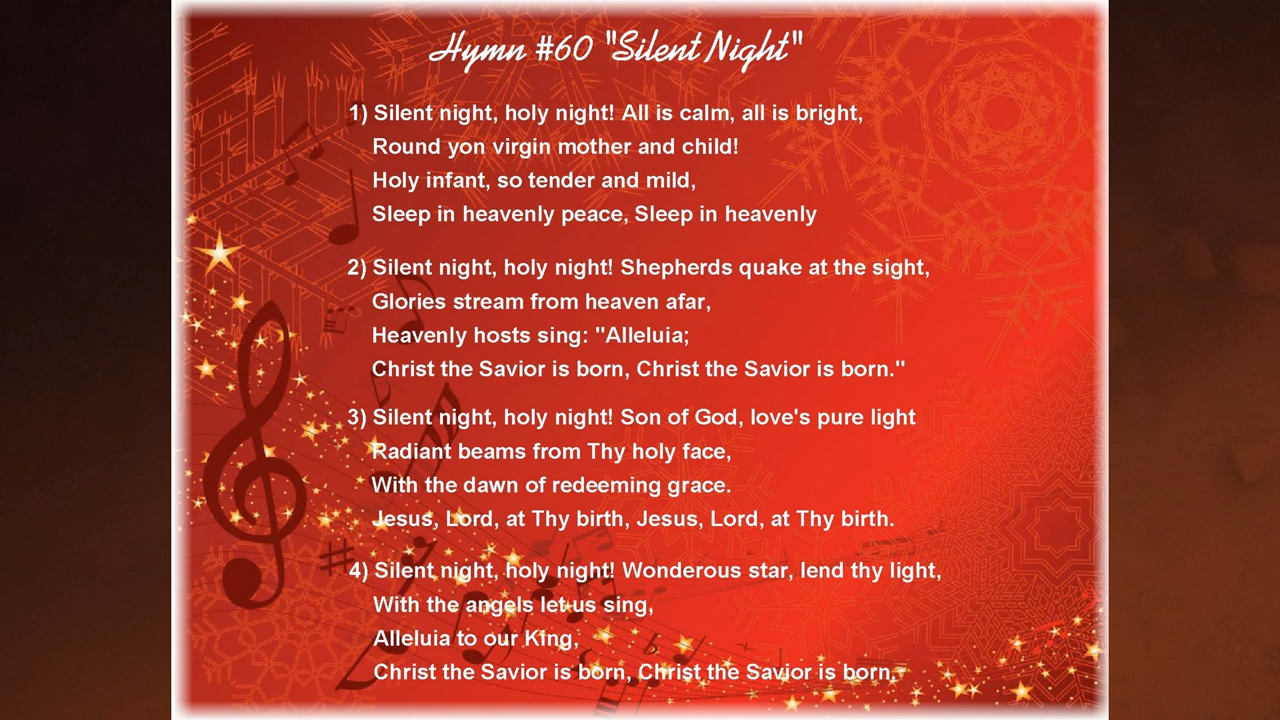 Hymn #60 "Silent Night"
1) Silent night, holy night! All is calm, all is bright,
Round yon virgin mother and child!
Holy infant, so tender and mild,
Sleep in heavenly peace, Sleep in heavenly
2) Silent night, holy night! Shepherds quake at the sight,
Glories stream from heaven afar,
Heavenly hosts sing: "Alleluia;
Christ the Savior is born, Christ the Savior is born."
3) Silent night, holy night! Son of God, love's pure light
Radiant beams from Thy holy face,
With the dawn of redeeming grace.
Jesus, Lord, at Thy birth, Jesus, Lord, at Thy birth.
4) Silent night, holy night! Wonderous star, lend thy light,
With the angels let us sing,
Alleluia to our King,
Christ the Savior is born, Christ the Savior is born.